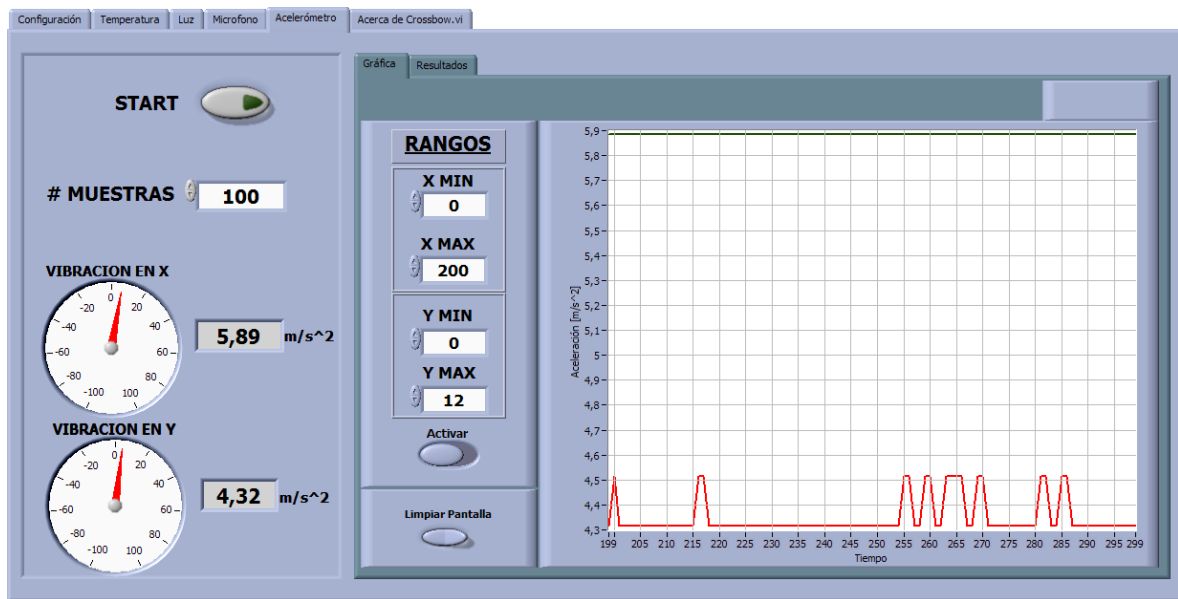 Configuración Temperatura Luz Microfono Acelerómetro Acerca de Crossbow.vi
START
# MUESTRAS 100
VIBRACION EN X
-100 -80 -60 -40 -20 0 20 40 60 80 100
5,89 m/s^2
VIBRACION EN Y
-100 -80 -60 -40 -20 0 20 40 60 80 100
4,32 m/s^2
Gráfica Resultados
RANGOS
X MIN
0
X MAX
200
Y MIN
0
Y MAX
12
Activar
Limpiar Pantalla
Aceleración [m/s^2]
5,9
5,8
5,7
5,6
5,5
5,4
5,3
5,2
5,1
5
4,9
4,8
4,7
4,6
4,5
4,4
4,3
199 205 210 215 220 225 230 235 240 245 250 255 260 265 270 275 280 285 290 295 299
Tiempo